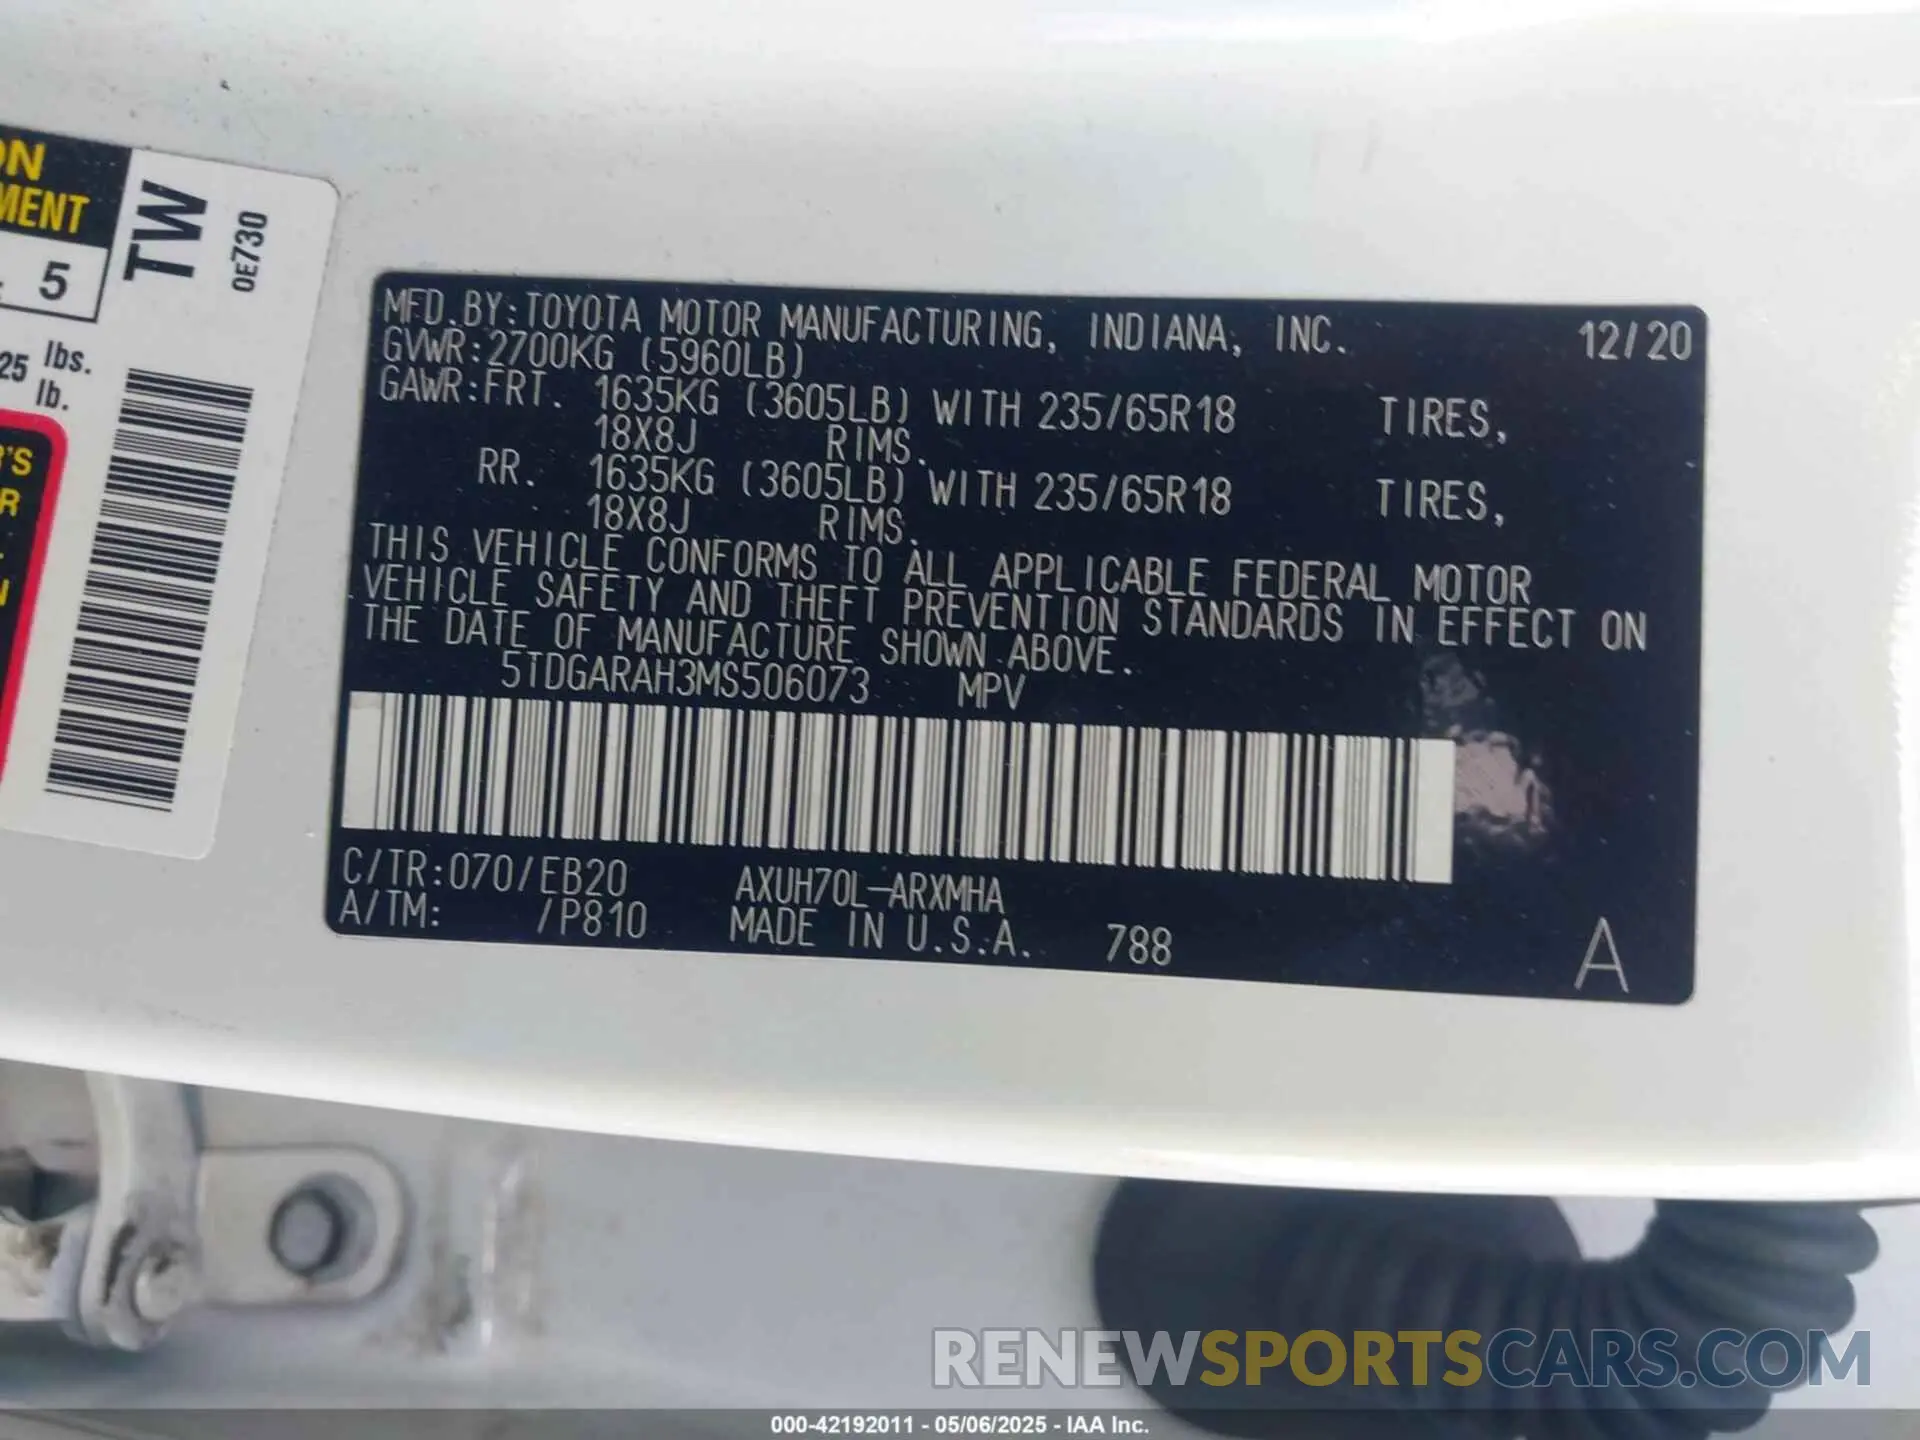 ON
MENT
5
TW
0E730
25 lbs.
lb.
R'S
R
N
MFD.BY:TOYOTA MOTOR MANUFACTURING, INDIANA, INC. 12/20
GVWR:2700KG (5960LB)
GAWR:FRT. 1635KG (3605LB) WITH 235/65R18 TIRES,
18X8J RIMS.
RR. 1635KG (3605LB) WITH 235/65R18 TIRES,
18X8J RIMS.
THIS VEHICLE CONFORMS TO ALL APPLICABLE FEDERAL MOTOR
VEHICLE SAFETY AND THEFT PREVENTION STANDARDS IN EFFECT ON
THE DATE OF MANUFACTURE SHOWN ABOVE.
5TDGARAH3MS506073 MPV
C/TR:070/EB20 AXUH70L-ARXMHA
A/TM: /P810 MADE IN U.S.A. 788 A
RENEWSPORTSCARS.COM
000-42192011 - 05/06/2025 - IAA Inc.